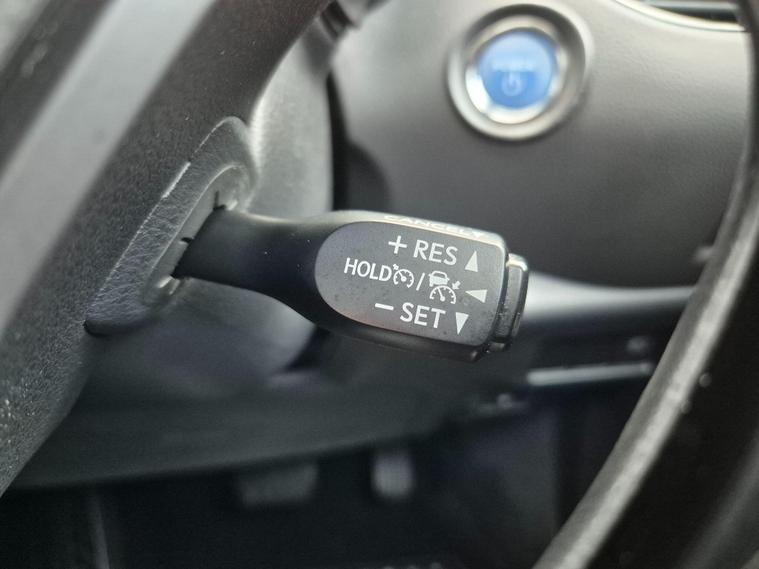 CANCEL
+ RES ▲
HOLD / ◀
− SET ▼